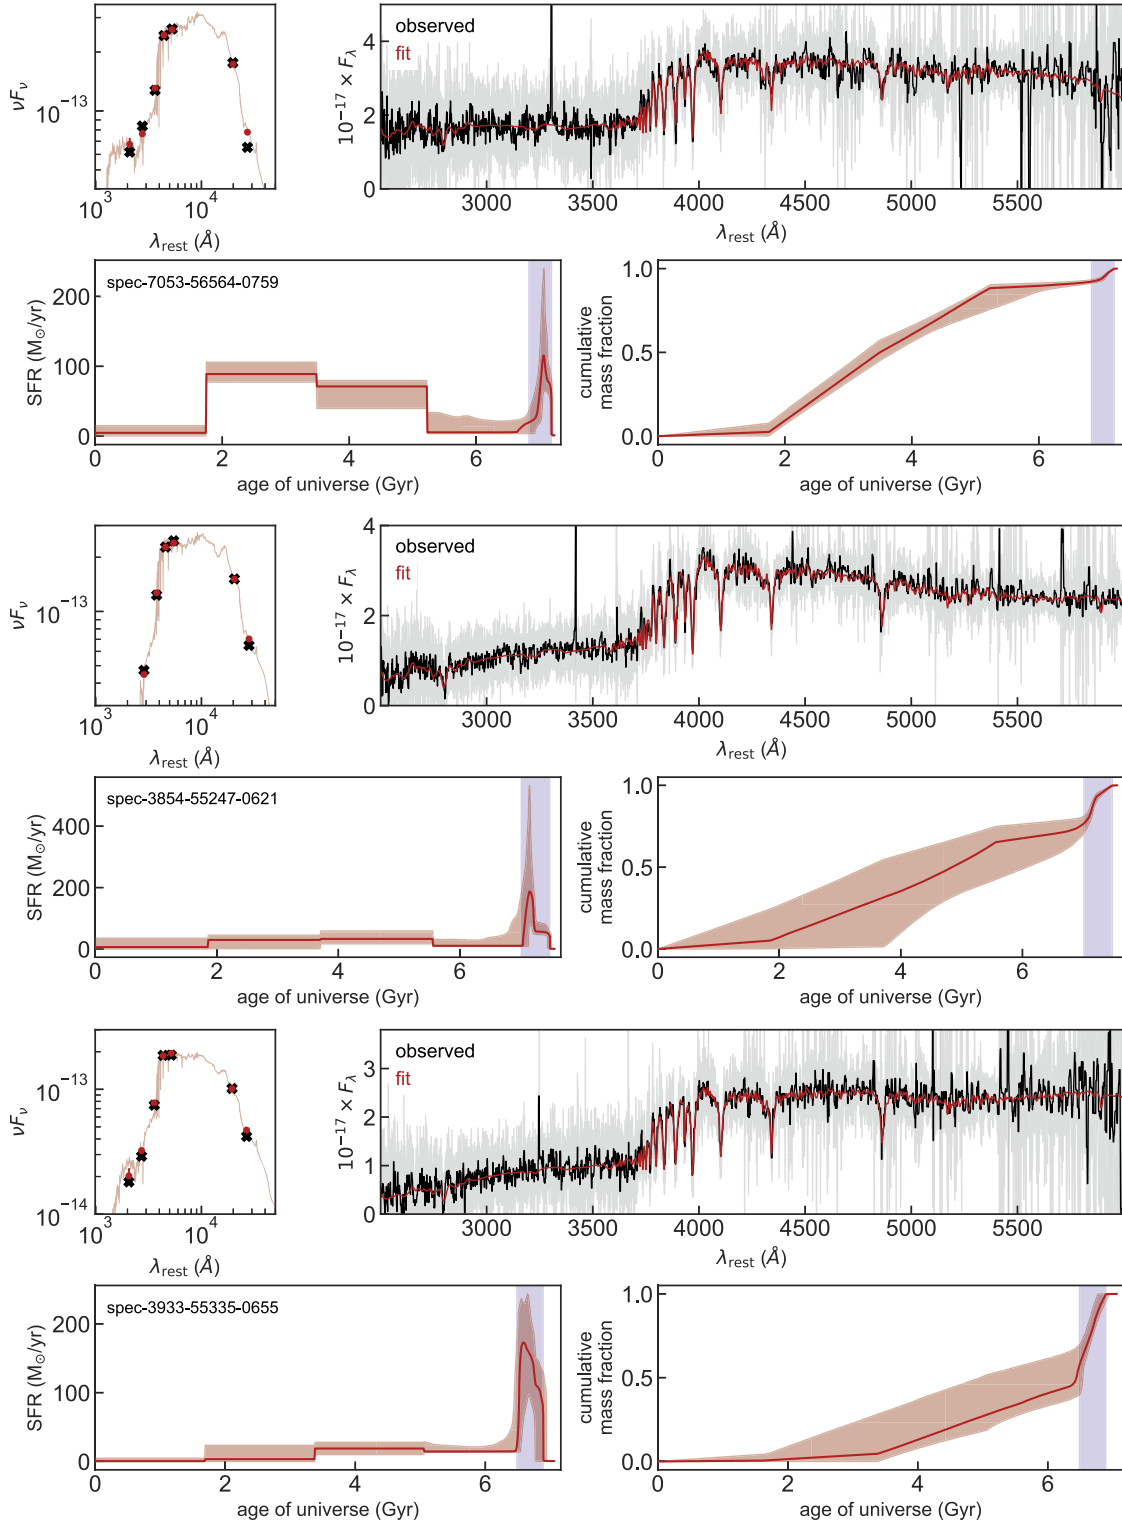 νFν
10⁻¹³
10³ 10⁴
λrest (Å)
10⁻¹⁷ × Fλ
4
2
0
observed
fit
3000 3500 4000 4500 5000 5500
λrest (Å)
SFR (M⊙/yr)
200
100
0
spec-7053-56564-0759
0 2 4 6
age of universe (Gyr)
cumulative
mass fraction
1.0
0.5
0.0
0 2 4 6
age of universe (Gyr)
νFν
10⁻¹³
10³ 10⁴
λrest (Å)
10⁻¹⁷ × Fλ
4
2
0
observed
fit
3000 3500 4000 4500 5000 5500
λrest (Å)
SFR (M⊙/yr)
400
200
0
spec-3854-55247-0621
0 2 4 6
age of universe (Gyr)
cumulative
mass fraction
1.0
0.5
0.0
0 2 4 6
age of universe (Gyr)
νFν
10⁻¹³
10⁻¹⁴
10³ 10⁴
λrest (Å)
10⁻¹⁷ × Fλ
3
2
1
0
observed
fit
3000 3500 4000 4500 5000 5500
λrest (Å)
SFR (M⊙/yr)
200
100
0
spec-3933-55335-0655
0 2 4 6
age of universe (Gyr)
cumulative
mass fraction
1.0
0.5
0.0
0 2 4 6
age of universe (Gyr)